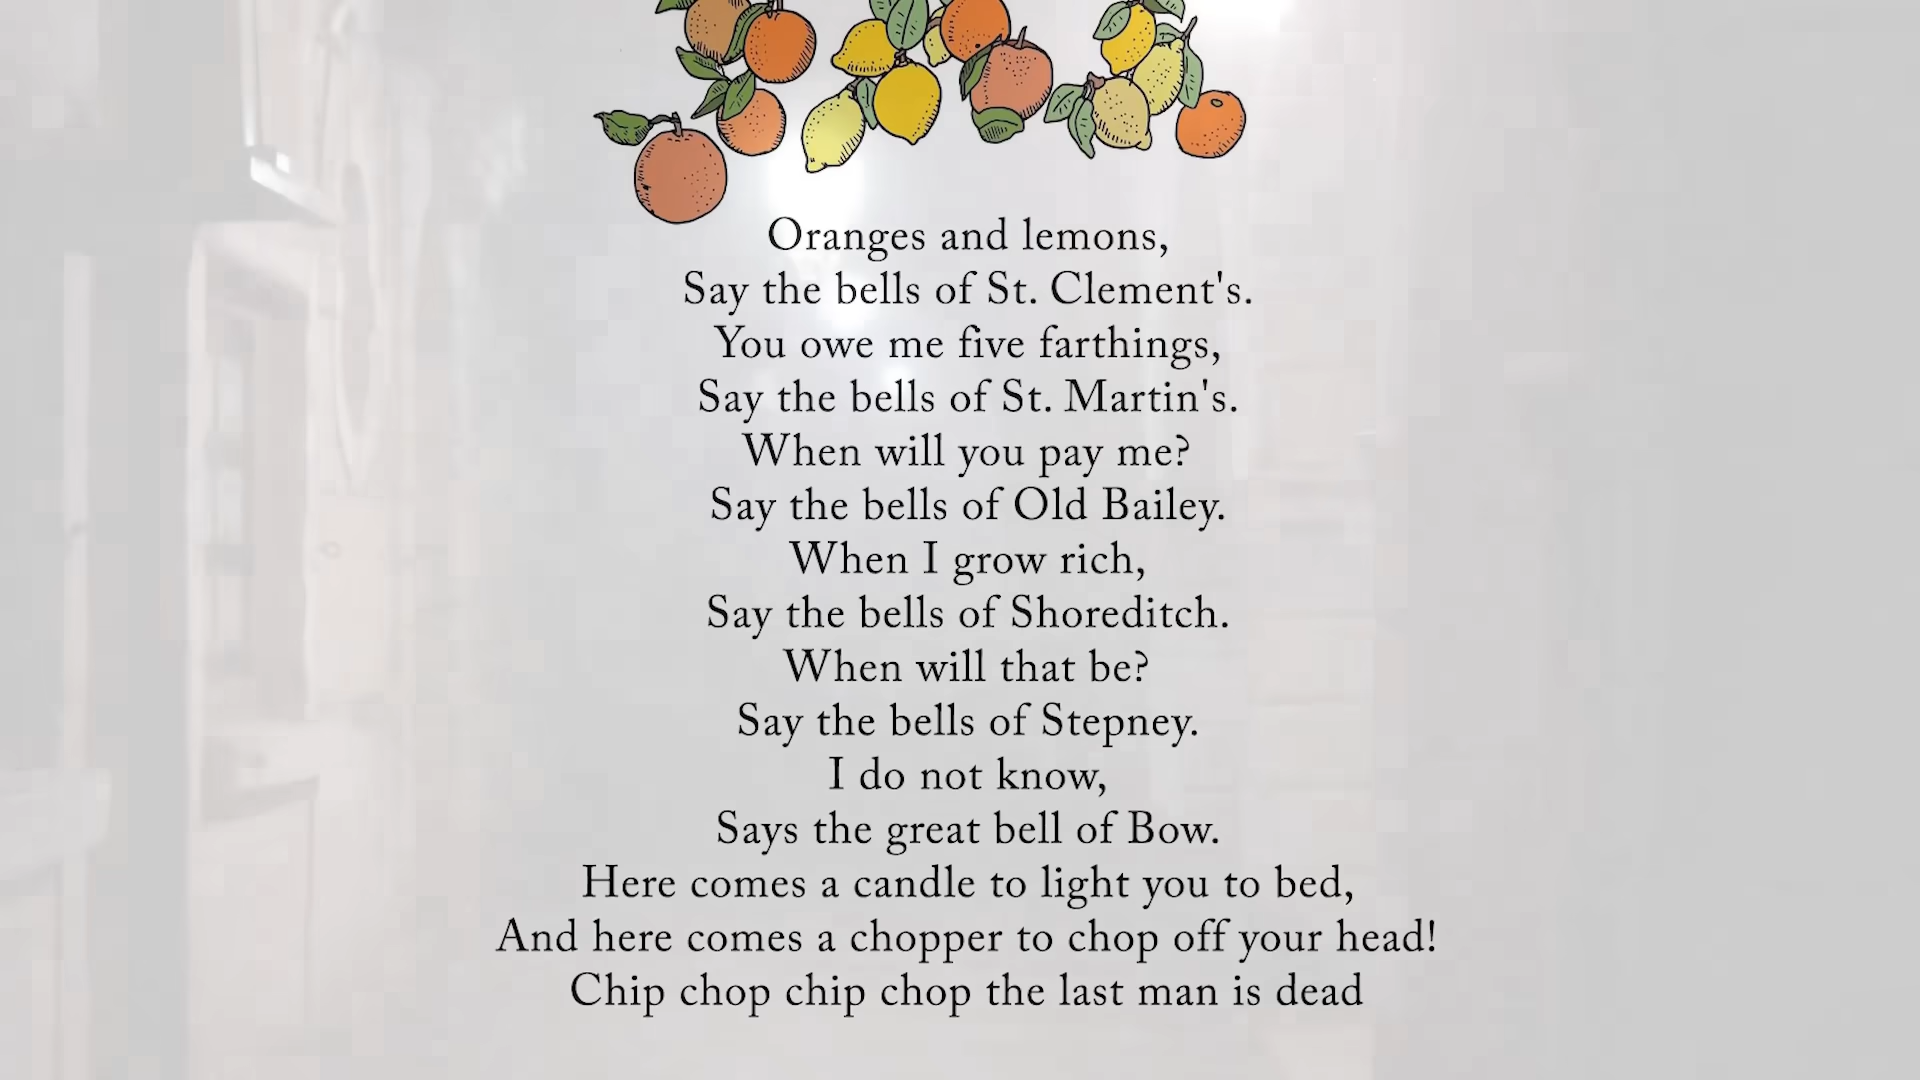 Oranges and lemons,
Say the bells of St. Clement's.
You owe me five farthings,
Say the bells of St. Martin's.
When will you pay me?
Say the bells of Old Bailey.
When I grow rich,
Say the bells of Shoreditch.
When will that be?
Say the bells of Stepney.
I do not know,
Says the great bell of Bow.
Here comes a candle to light you to bed,
And here comes a chopper to chop off your head!
Chip chop chip chop the last man is dead